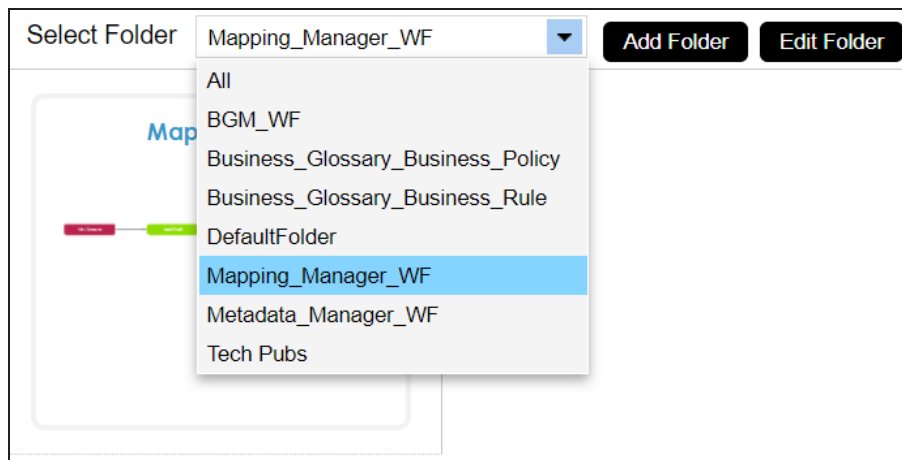 Select Folder Mapping_Manager_WF Add Folder Edit Folder
All
BGM_WF
Business_Glossary_Business_Policy
Business_Glossary_Business_Rule
DefaultFolder
Mapping_Manager_WF
Metadata_Manager_WF
Tech Pubs
Map